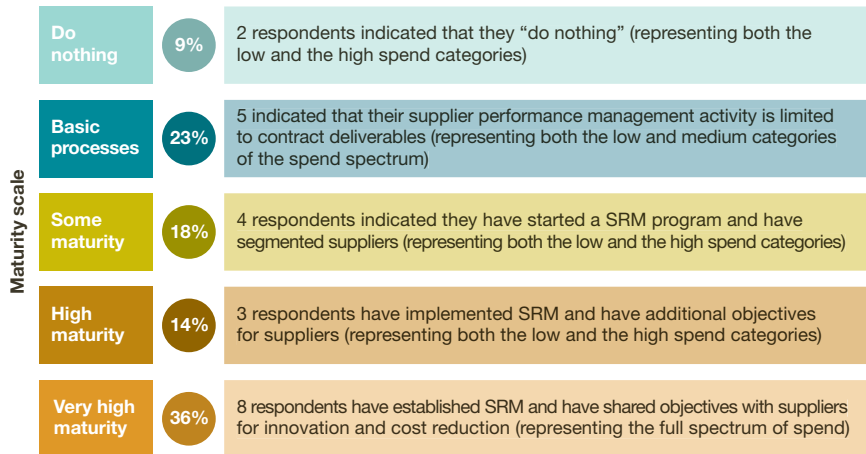 Maturity scale
Do
nothing
9%
2 respondents indicated that they “do nothing” (representing both the
low and the high spend categories)
Basic
processes
23%
5 indicated that their supplier performance management activity is limited
to contract deliverables (representing both the low and medium categories
of the spend spectrum)
Some
maturity
18%
4 respondents indicated they have started a SRM program and have
segmented suppliers (representing both the low and the high spend categories)
High
maturity
14%
3 respondents have implemented SRM and have additional objectives
for suppliers (representing both the low and the high spend categories)
Very high
maturity
36%
8 respondents have established SRM and have shared objectives with suppliers
for innovation and cost reduction (representing the full spectrum of spend)